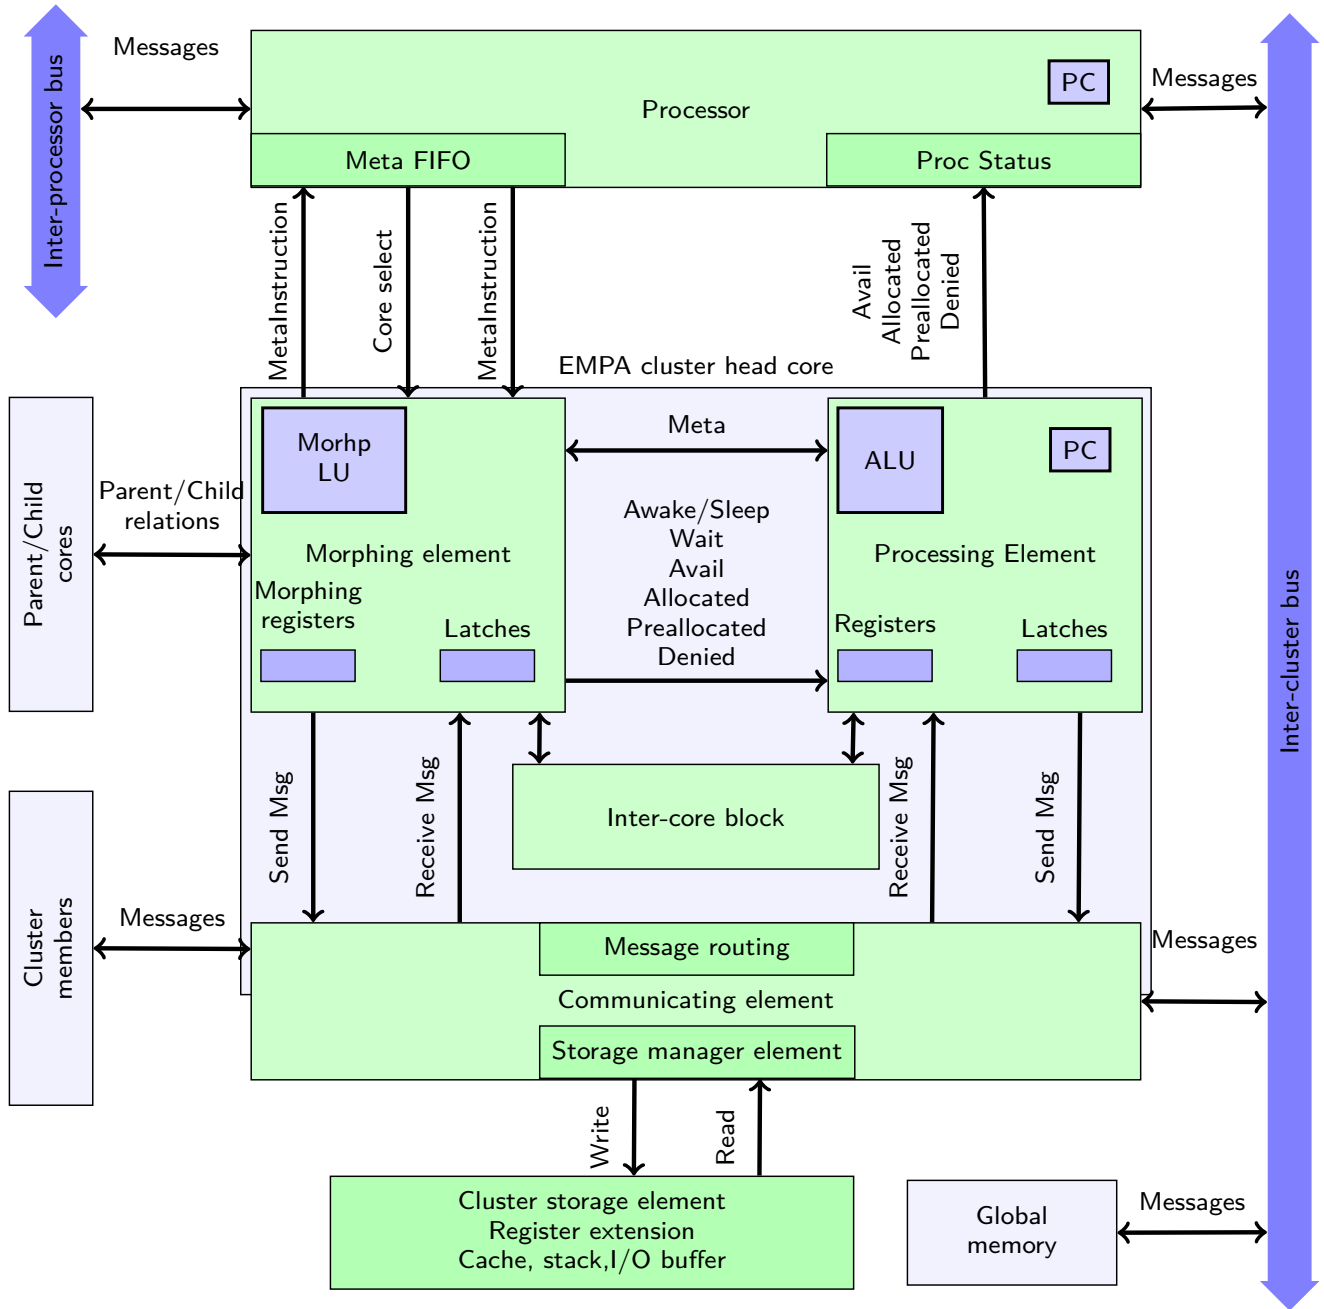 Messages
Inter-processor bus
PC
Messages
Processor
Meta FIFO
Proc Status
MetaInstruction
Core select
MetaInstruction
Avail
Allocated
Preallocated
Denied
EMPA cluster head core
Morhp
LU
Meta
ALU
PC
Parent/Child
cores
Parent/Child
relations
Awake/Sleep
Wait
Avail
Allocated
Preallocated
Denied
Morphing element
Processing Element
Morphing
registers
Latches
Registers
Latches
Inter-cluster bus
Send Msg
Receive Msg
Inter-core block
Receive Msg
Send Msg
Cluster
members
Messages
Message routing
Messages
Communicating element
Storage manager element
Write
Read
Cluster storage element
Register extension
Cache, stack,I/O buffer
Global
memory
Messages